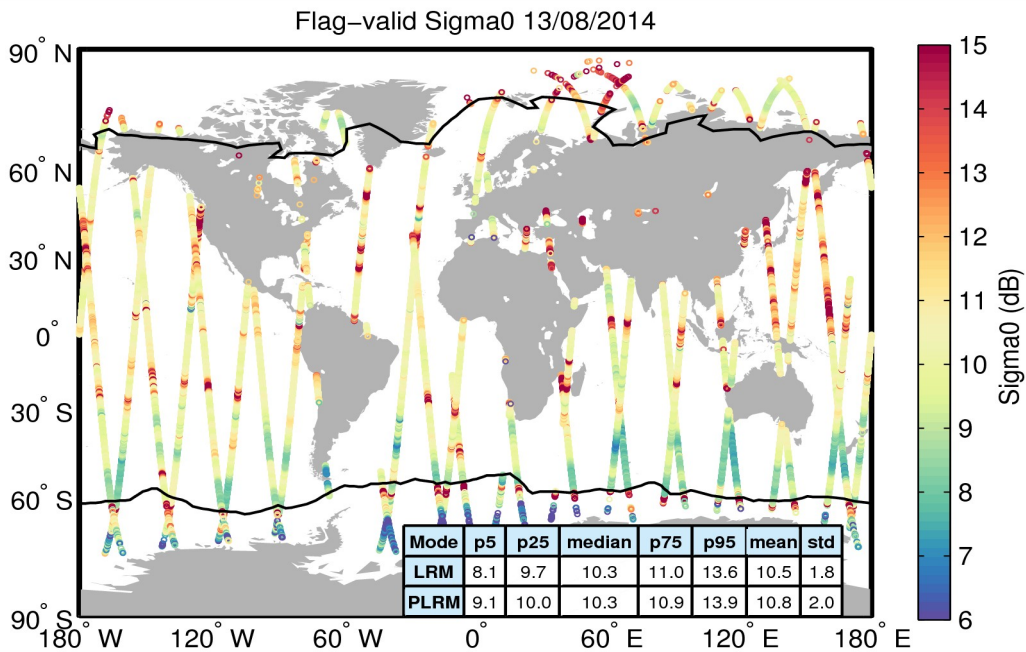 Flag−valid Sigma0 13/08/2014
90° N
60° N
30° N
0°
30° S
60° S
90° S
180° W
120° W
60° W
0°
60° E
120° E
180° E
Mode p5 p25 median p75 p95 mean std
LRM 8.1 9.7 10.3 11.0 13.6 10.5 1.8
PLRM 9.1 10.0 10.3 10.9 13.9 10.8 2.0
15
14
13
12
11
10
9
8
7
6
Sigma0 (dB)